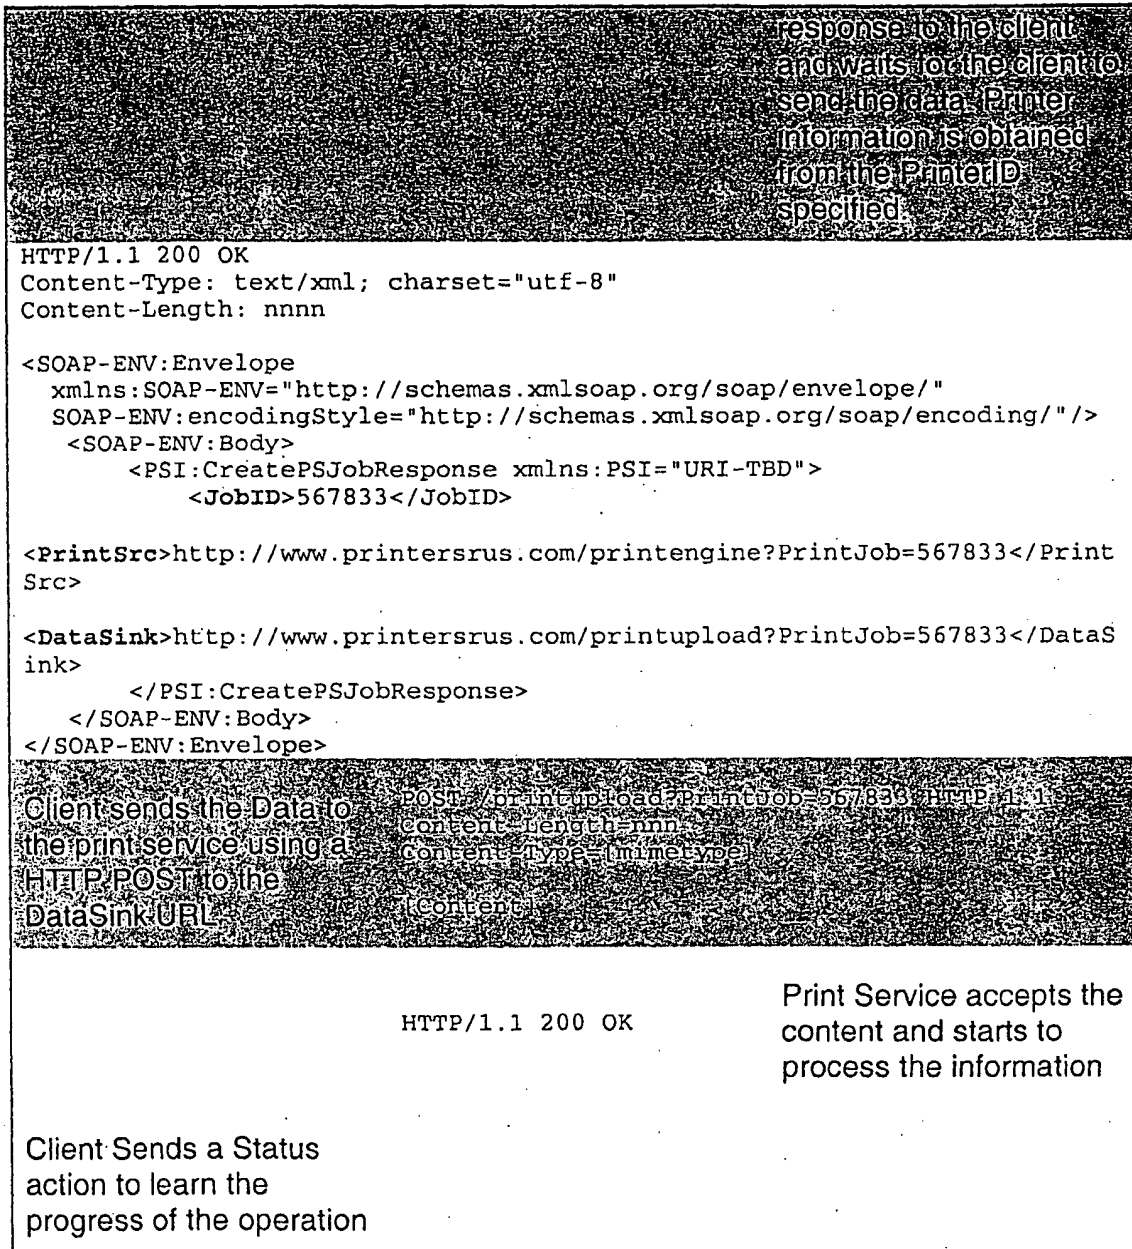 response to the client
and waits for the client to
send the data. Printer
information is obtained
from the PrinterID
specified.
HTTP/1.1 200 OK
Content-Type: text/xml; charset="utf-8"
Content-Length: nnnn
<SOAP-ENV:Envelope
xmlns:SOAP-ENV="http://schemas.xmlsoap.org/soap/envelope/"
SOAP-ENV:encodingStyle="http://schemas.xmlsoap.org/soap/encoding/"/>
<SOAP-ENV:Body>
<PSI:CreatePSJobResponse xmlns:PSI="URI-TBD">
<JobID>567833</JobID>
<PrintSrc>http://www.printersrus.com/printengine?PrintJob=567833</Print
Src>
<DataSink>http://www.printersrus.com/printupload?PrintJob=567833</DataS
ink>
</PSI:CreatePSJobResponse>
</SOAP-ENV:Body>
</SOAP-ENV:Envelope>
Client sends the Data to
the print service using a
HTTP POST to the
DataSink URL.
POST /printupload?PrintJob=567833 HTTP 1.1
Content-Length=nnn
Content-Type=[mimetype]
[Content]
HTTP/1.1 200 OK
Print Service accepts the
content and starts to
process the information
Client Sends a Status
action to learn the
progress of the operation